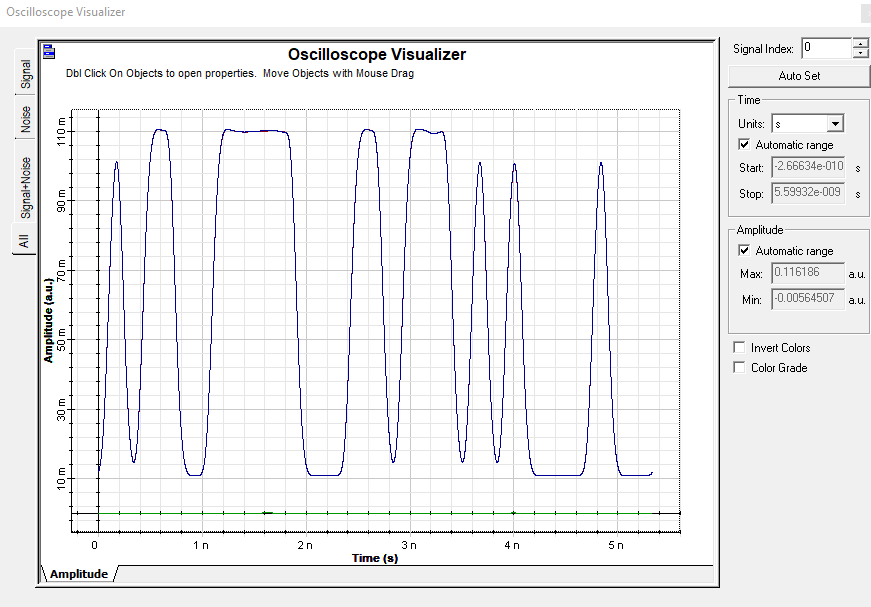 Oscilloscope Visualizer
Oscilloscope Visualizer
Dbl Click On Objects to open properties.  Move Objects with Mouse Drag
Signal
Noise
Signal+Noise
All
Amplitude (a.u.)
110 m
90 m
70 m
50 m
30 m
10 m
0
1 n
2 n
3 n
4 n
5 n
Time (s)
Amplitude
Signal Index: 0
Auto Set
Time
Units: s
Automatic range
Start: -2.66634e-010 s
Stop: 5.59932e-009 s
Amplitude
Automatic range
Max: 0.116186 a.u.
Min: -0.00564507 a.u.
Invert Colors
Color Grade